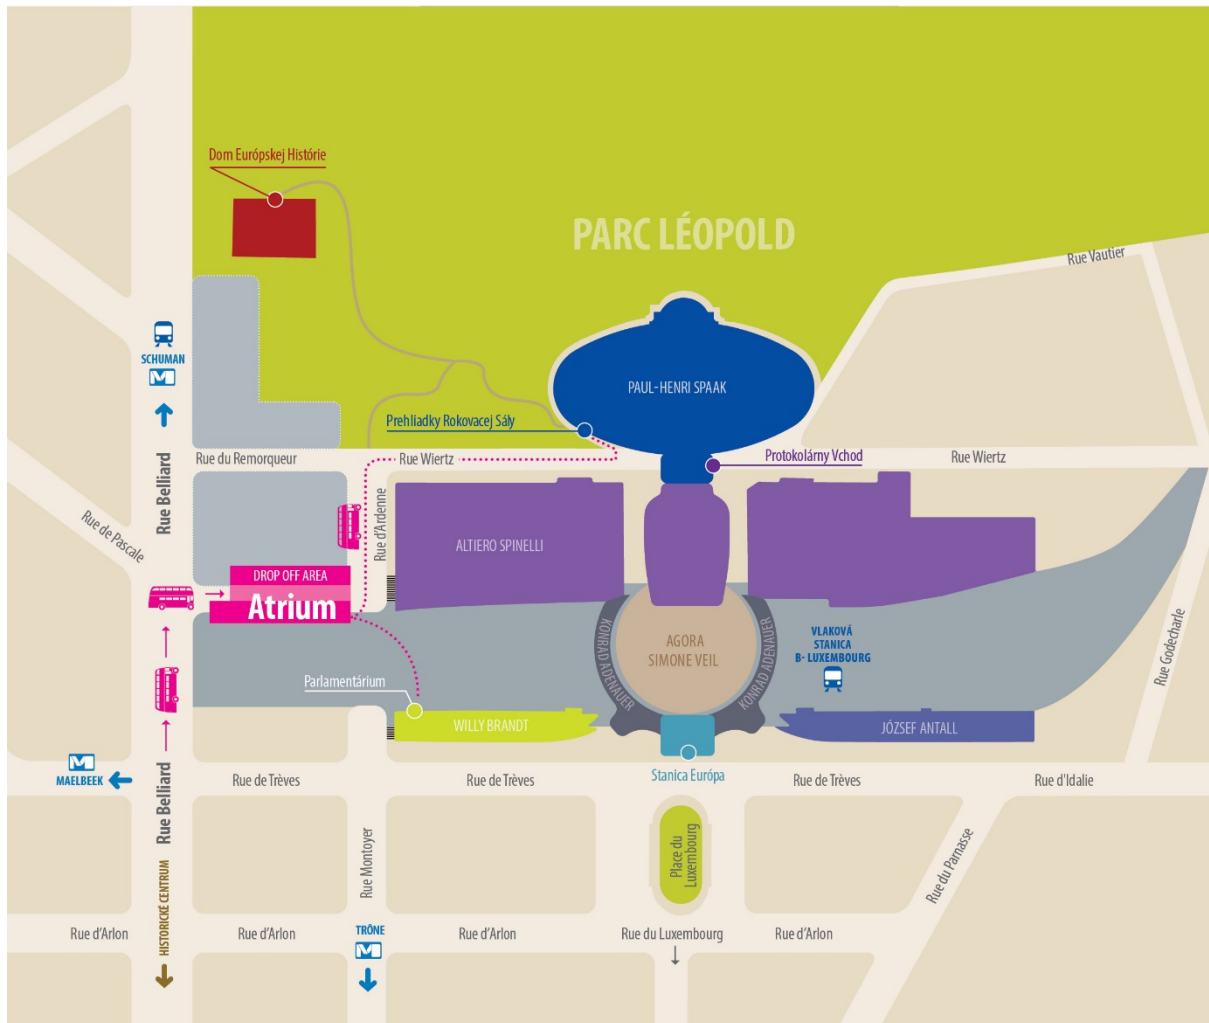 Dom Európskej Histórie
PARC LÉOPOLD
Rue Vautier
SCHUMAN
M
PAUL-HENRI SPAAK
Prehliadky Rokovacej Sály
Rue du Remorqueur
Rue Wiertz
Protokolárny Vchod
Rue Wiertz
Rue Belliard
Rue de Pascale
Rue d'Ardenne
ALTIERO SPINELLI
DROP OFF AREA
Atrium
KONRAD ADENAUER
AGORA
SIMONE VEIL
KONRAD ADENAUER
VLAKOVÁ
STANICA
B- LUXEMBOURG
Rue Godecharle
Parlamentárium
WILLY BRANDT
JÓZSEF ANTALL
M
MAELBEEK
Rue Belliard
Rue de Trèves
Rue de Trèves
Stanica Európa
Rue de Trèves
Rue d'Idalie
Rue Montoyer
Place du
Luxembourg
Rue du Parnasse
HISTORICKÉ CENTRUM
Rue d'Arlon
Rue d'Arlon
TRÔNE
M
Rue d'Arlon
Rue du Luxembourg
Rue d'Arlon